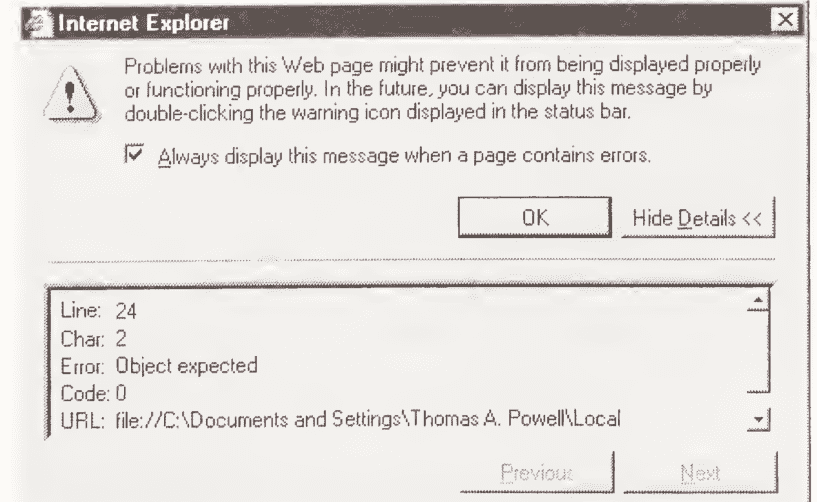 Internet Explorer
Problems with this Web page might prevent it from being displayed properly
or functioning properly. In the future, you can display this message by
double-clicking the warning icon displayed in the status bar.
Always display this message when a page contains errors.
OK
Hide Details <<
Line: 24
Char: 2
Error: Object expected
Code: 0
URL: file://C:\Documents and Settings\Thomas A. Powell\Local
Previous
Next